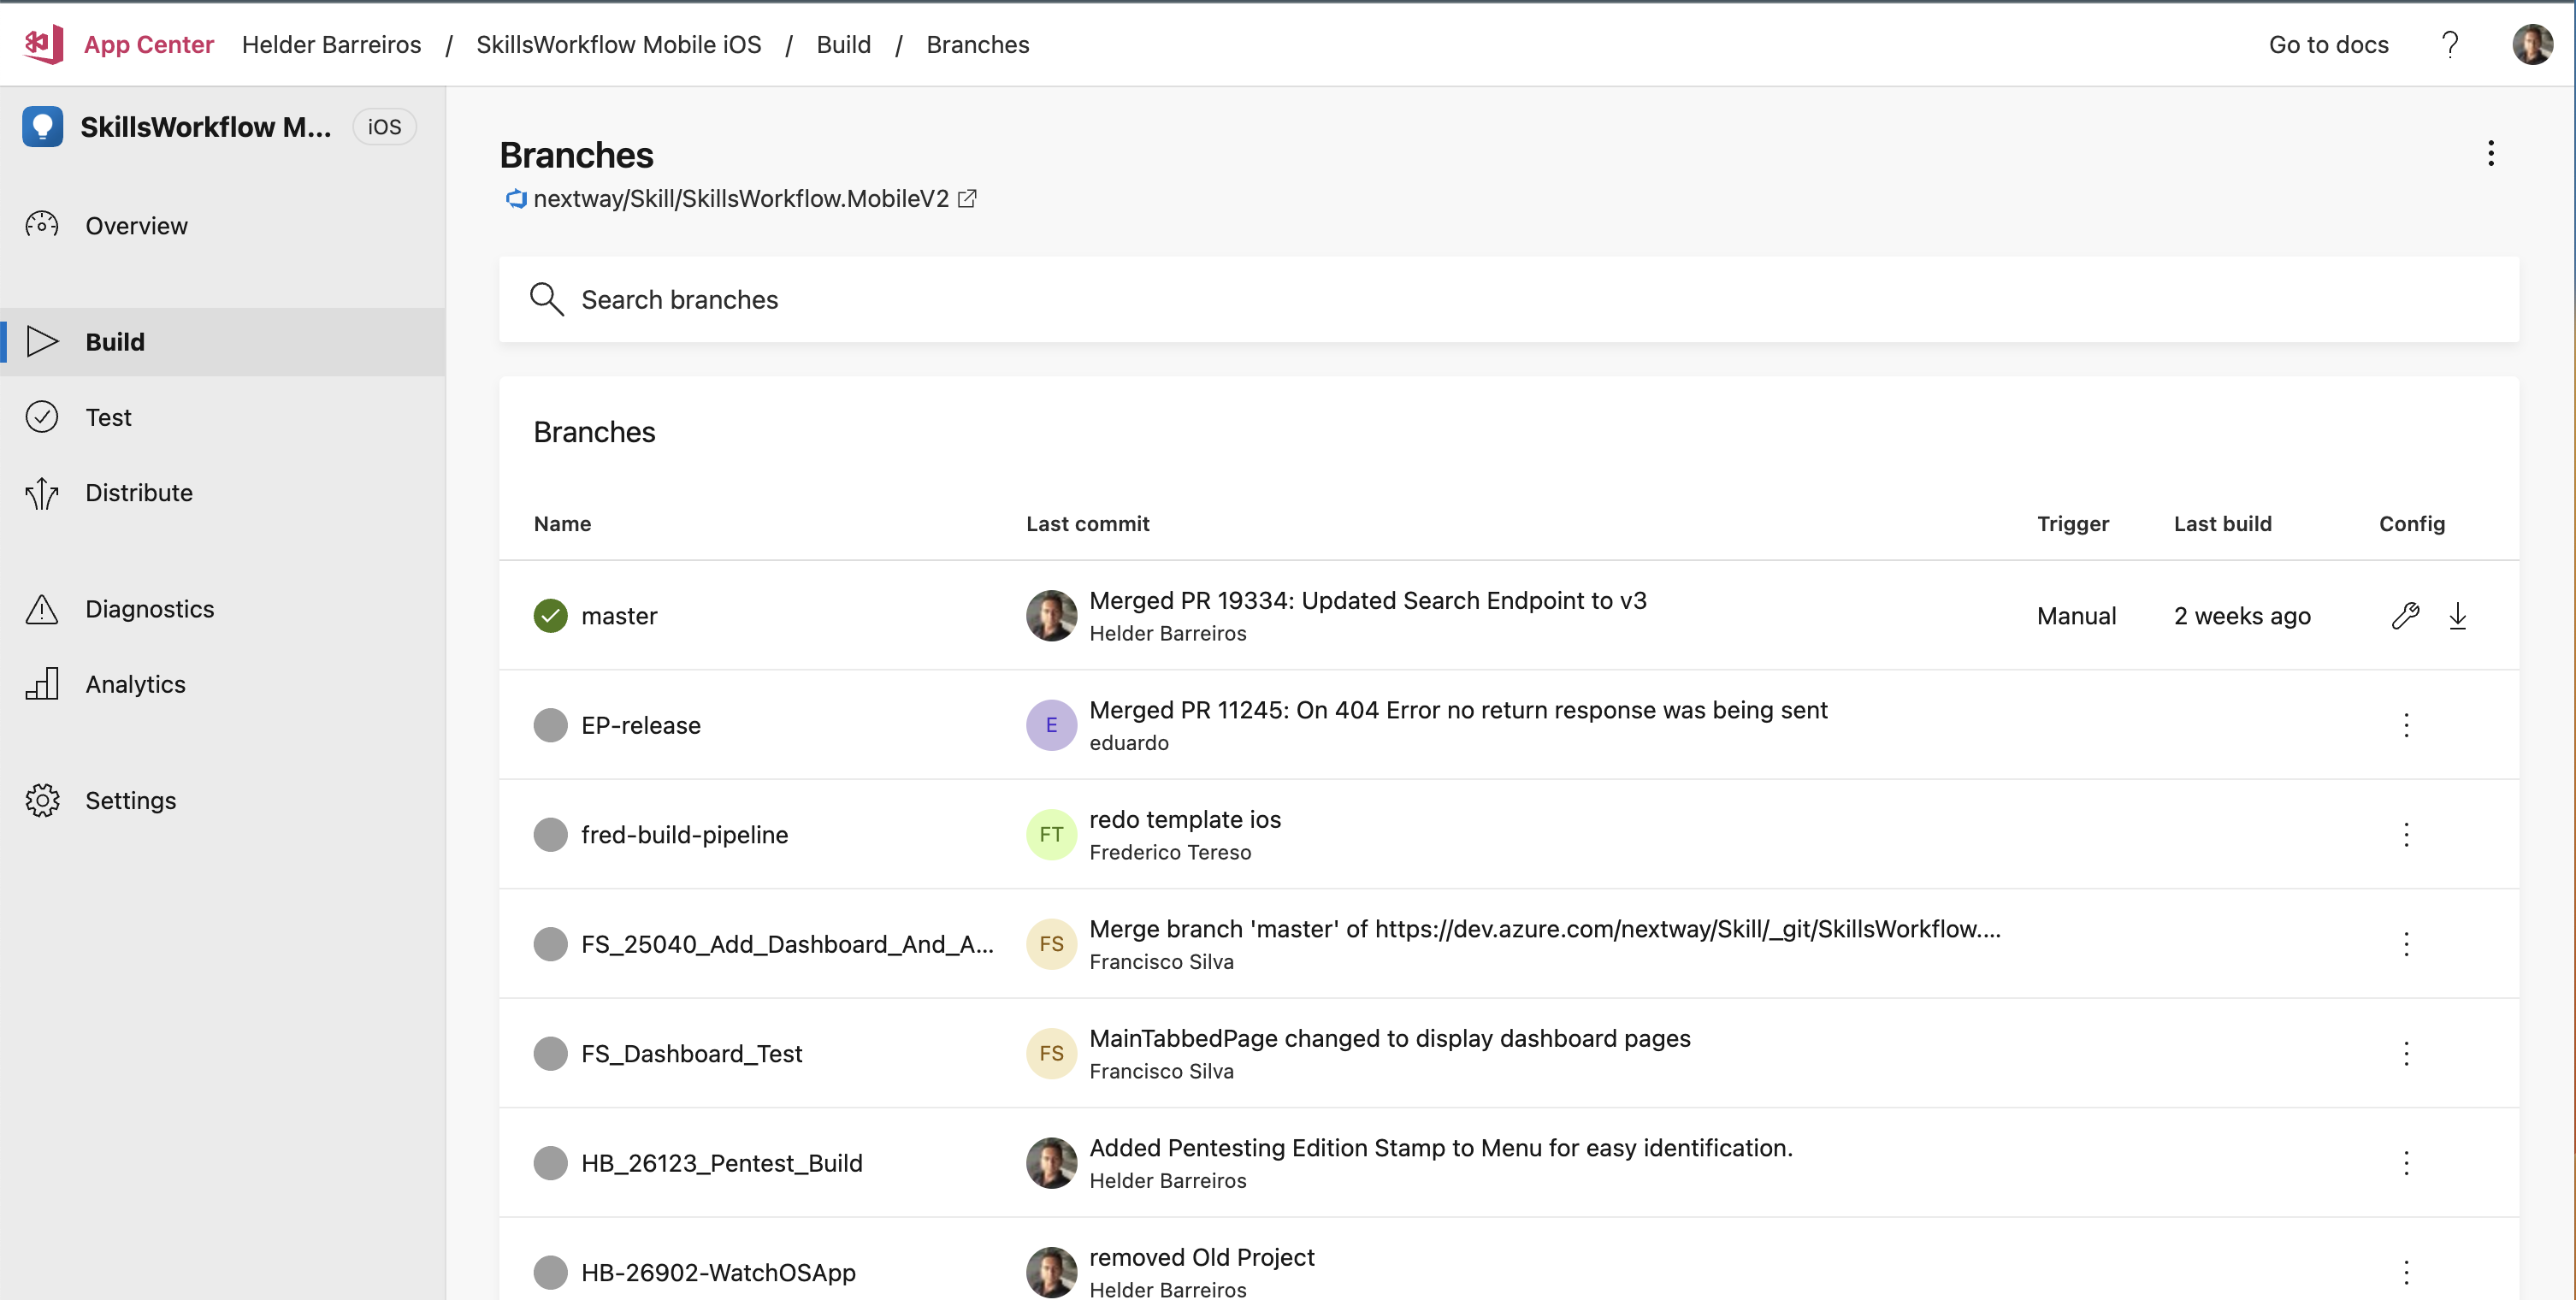 App Center Helder Barreiros / SkillsWorkflow Mobile iOS / Build / Branches Go to docs ?
SkillsWorkflow M... iOS
Overview
Build
Test
Distribute
Diagnostics
Analytics
Settings
Branches
nextway/Skill/SkillsWorkflow.MobileV2
Search branches
Branches
Name Last commit Trigger Last build Config
master Merged PR 19334: Updated Search Endpoint to v3 Manual 2 weeks ago
Helder Barreiros
EP-release E Merged PR 11245: On 404 Error no return response was being sent
eduardo
fred-build-pipeline FT redo template ios
Frederico Tereso
FS_25040_Add_Dashboard_And_A... FS Merge branch 'master' of https://dev.azure.com/nextway/Skill/_git/SkillsWorkflow....
Francisco Silva
FS_Dashboard_Test FS MainTabbedPage changed to display dashboard pages
Francisco Silva
HB_26123_Pentest_Build Added Pentesting Edition Stamp to Menu for easy identification.
Helder Barreiros
HB-26902-WatchOSApp removed Old Project
Helder Barreiros